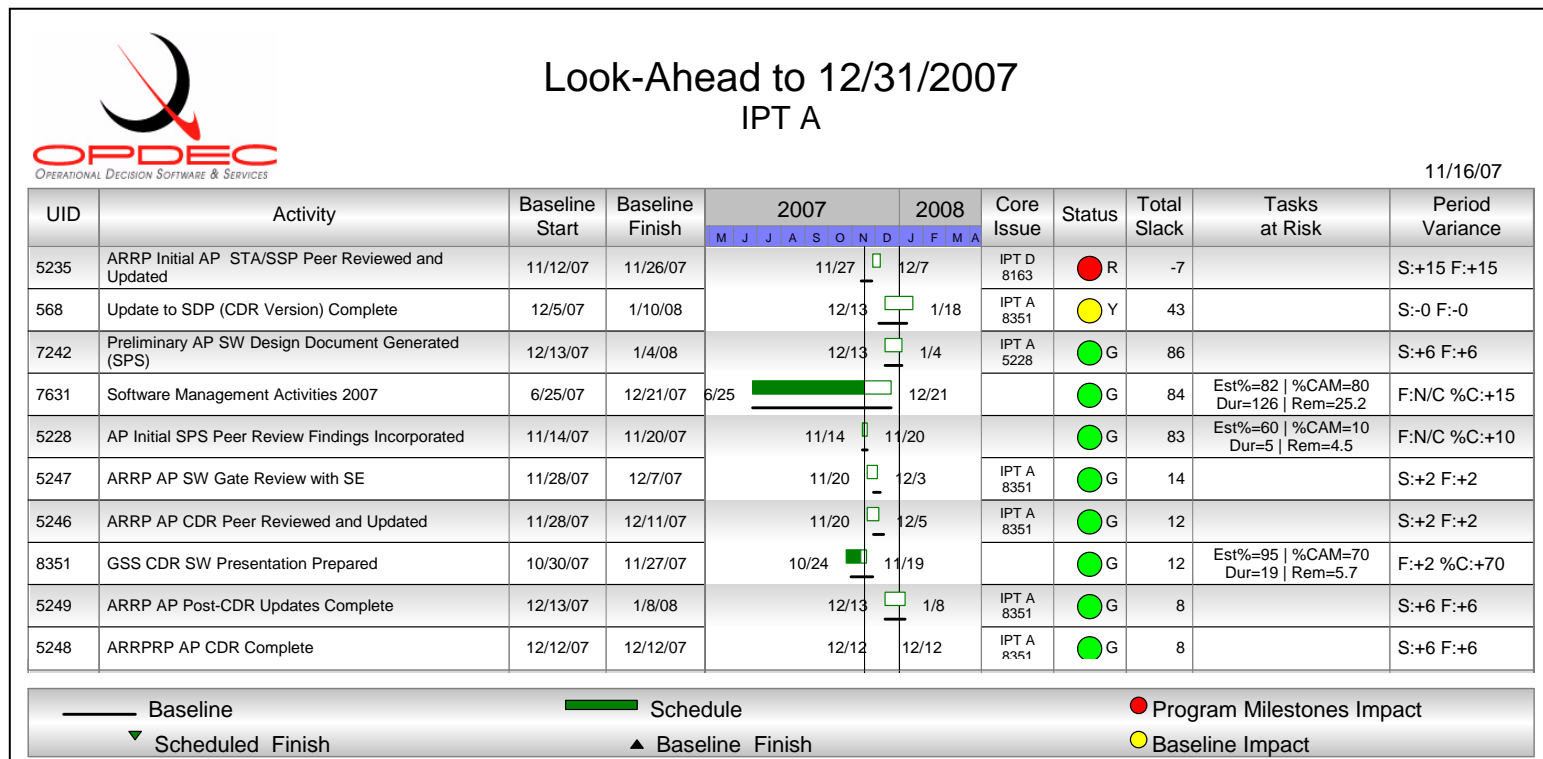 Look-Ahead to 12/31/2007
IPT A
OPDEC
OPERATIONAL DECISION SOFTWARE & SERVICES
11/16/07
UID Activity Baseline Start Baseline Finish 2007 2008 Core Issue Status Total Slack Tasks at Risk Period Variance
M J J A S O N D J F M A
5235 ARRP Initial AP STA/SSP Peer Reviewed and Updated 11/12/07 11/26/07 11/27 12/7 IPT D 8163 R -7 S:+15 F:+15
568 Update to SDP (CDR Version) Complete 12/5/07 1/10/08 12/13 1/18 IPT A 8351 Y 43 S:-0 F:-0
7242 Preliminary AP SW Design Document Generated (SPS) 12/13/07 1/4/08 12/13 1/4 IPT A 5228 G 86 S:+6 F:+6
7631 Software Management Activities 2007 6/25/07 12/21/07 6/25 12/21 G 84 Est%=82 | %CAM=80 Dur=126 | Rem=25.2 F:N/C %C:+15
5228 AP Initial SPS Peer Review Findings Incorporated 11/14/07 11/20/07 11/14 11/20 G 83 Est%=60 | %CAM=10 Dur=5 | Rem=4.5 F:N/C %C:+10
5247 ARRP AP SW Gate Review with SE 11/28/07 12/7/07 11/20 12/3 IPT A 8351 G 14 S:+2 F:+2
5246 ARRP AP CDR Peer Reviewed and Updated 11/28/07 12/11/07 11/20 12/5 IPT A 8351 G 12 S:+2 F:+2
8351 GSS CDR SW Presentation Prepared 10/30/07 11/27/07 10/24 11/19 G 12 Est%=95 | %CAM=70 Dur=19 | Rem=5.7 F:+2 %C:+70
5249 ARRP AP Post-CDR Updates Complete 12/13/07 1/8/08 12/13 1/8 IPT A 8351 G 8 S:+6 F:+6
5248 ARRPRP AP CDR Complete 12/12/07 12/12/07 12/12 12/12 IPT A 8351 G 8 S:+6 F:+6
Baseline Schedule Program Milestones Impact
Scheduled Finish Baseline Finish Baseline Impact